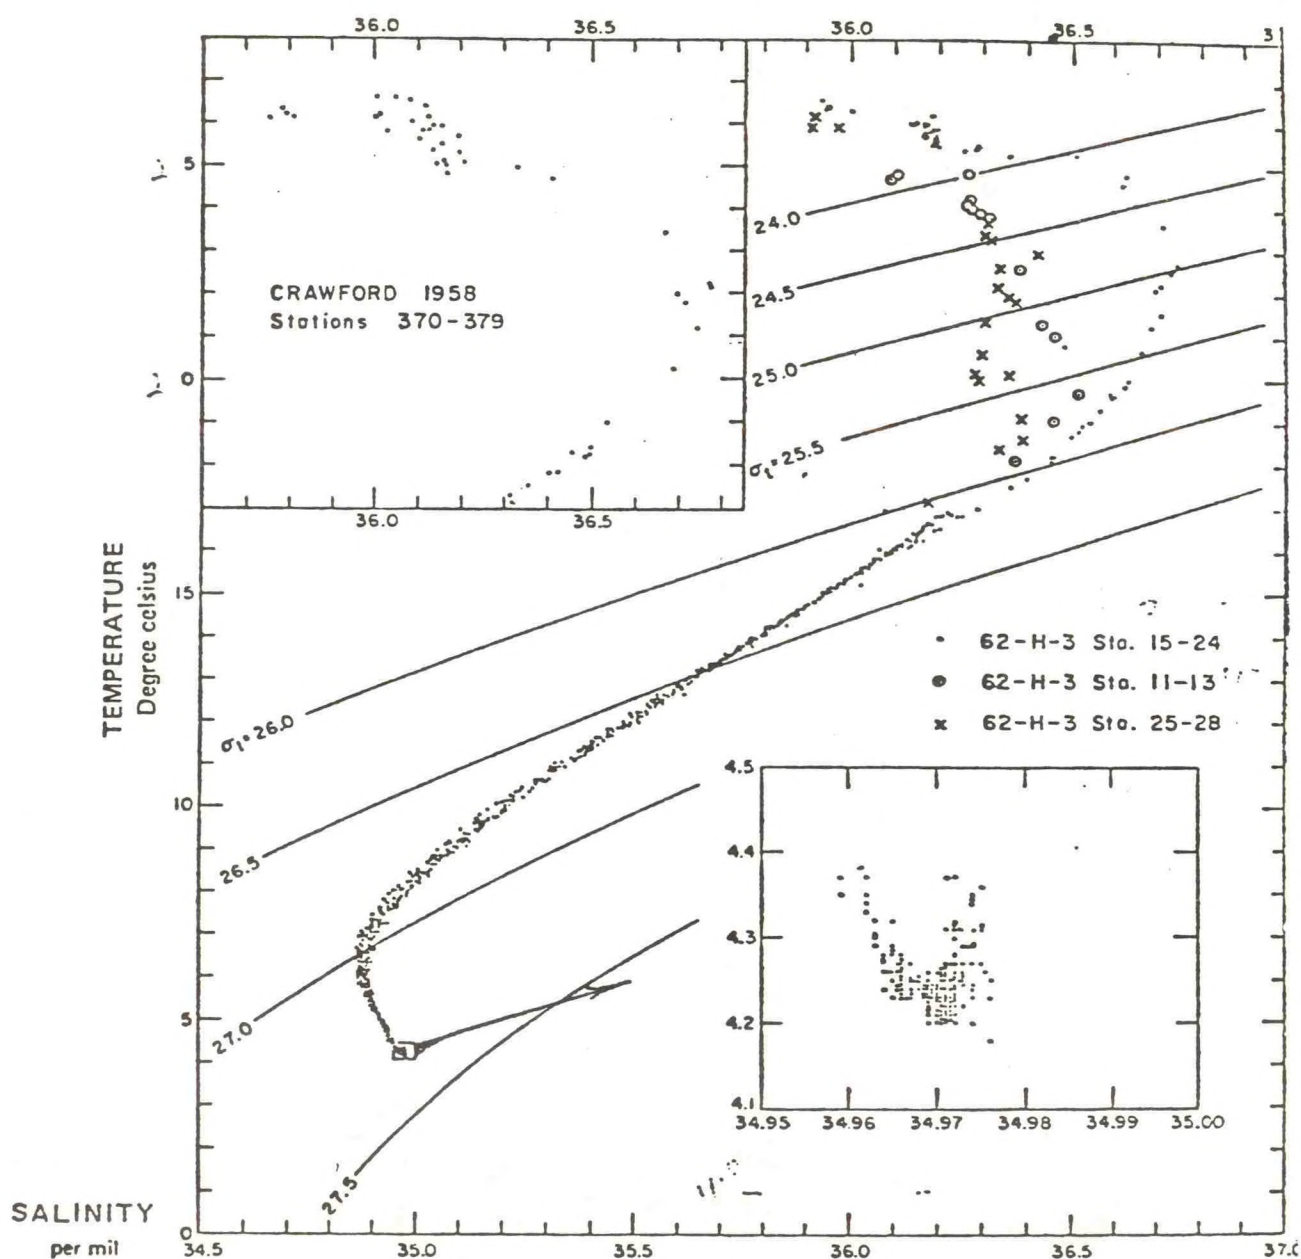 36.0 36.5 36.0 36.5
5
24.0
24.5
CRAWFORD 1958
Stations 370-379
25.0
0
σt=25.5
36.0 36.5
TEMPERATURE
Degree celsius
15
62-H-3 Sta. 15-24
62-H-3 Sta. 11-13
62-H-3 Sta. 25-28
σt=26.0
4.5
10
26.5
4.4
4.3
5
27.0
4.2
4.1
34.95 34.96 34.97 34.98 34.99 35.00
27.5
SALINITY
per mil
0
34.5 35.0 35.5 36.0 36.5 37.0